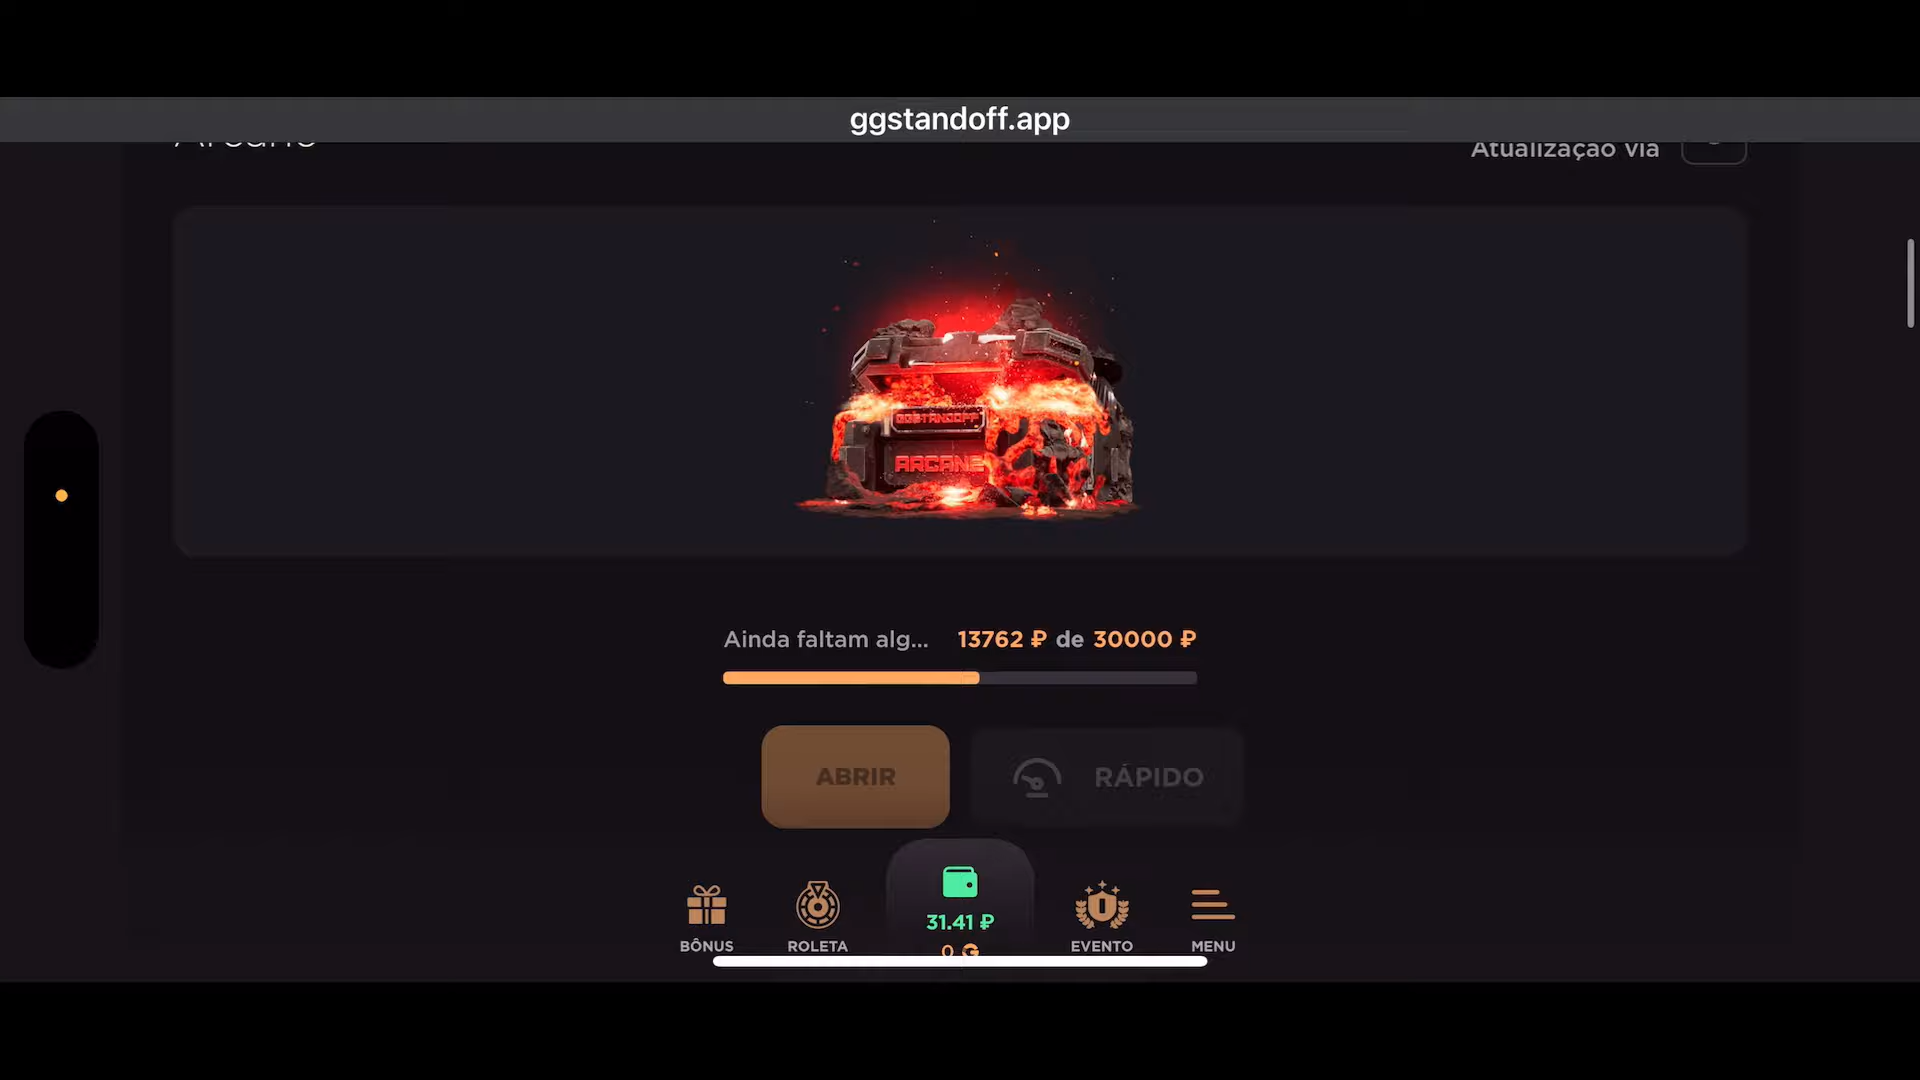 ggstandoff.app
Atualização via
GGSTANDOFF
ARCANE
Ainda faltam alg... 13762 ₽ de 30000 ₽
ABRIR
RÁPIDO
31.41 ₽
BÔNUS
ROLETA
0 G
EVENTO
MENU